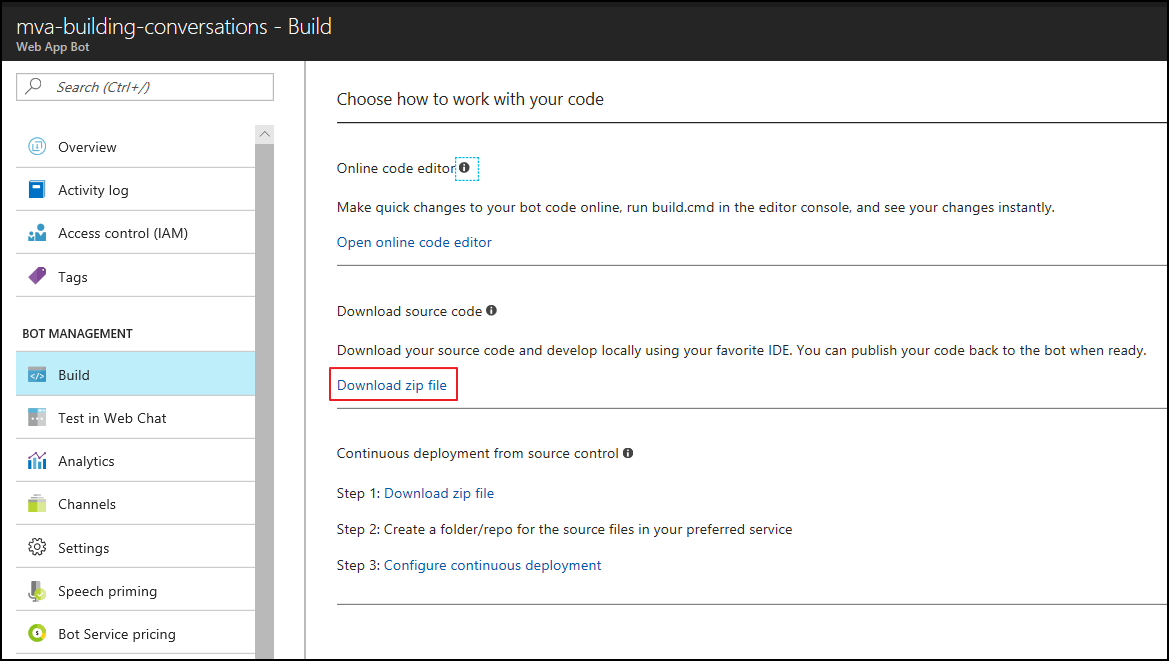 mva-building-conversations - Build
Web App Bot
Search (Ctrl+/)
Overview
Activity log
Access control (IAM)
Tags
BOT MANAGEMENT
Build
Test in Web Chat
Analytics
Channels
Settings
Speech priming
Bot Service pricing
Choose how to work with your code
Online code editor
Make quick changes to your bot code online, run build.cmd in the editor console, and see your changes instantly.
Open online code editor
Download source code
Download your source code and develop locally using your favorite IDE. You can publish your code back to the bot when ready.
Download zip file
Continuous deployment from source control
Step 1: Download zip file
Step 2: Create a folder/repo for the source files in your preferred service
Step 3: Configure continuous deployment